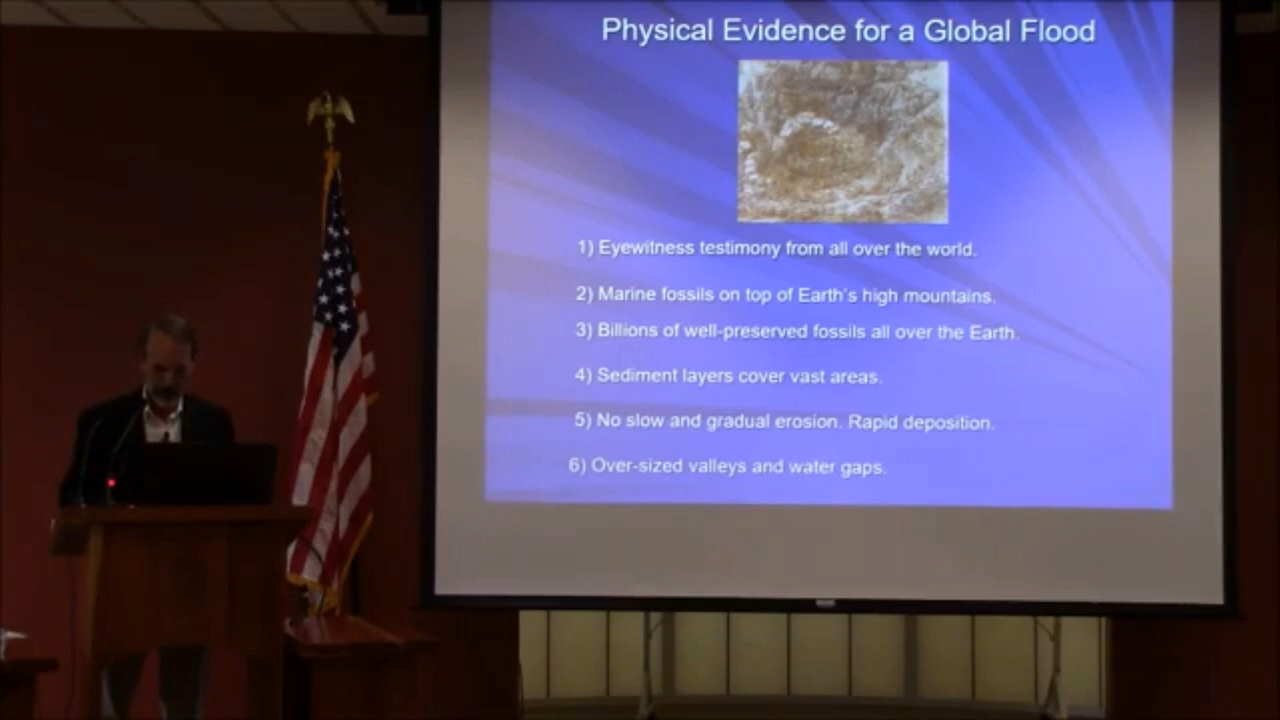 Physical Evidence for a Global Flood
1) Eyewitness testimony from all over the world.
2) Marine fossils on top of Earth's high mountains.
3) Billions of well-preserved fossils all over the Earth.
4) Sediment layers cover vast areas.
5) No slow and gradual erosion. Rapid deposition.
6) Over-sized valleys and water gaps.